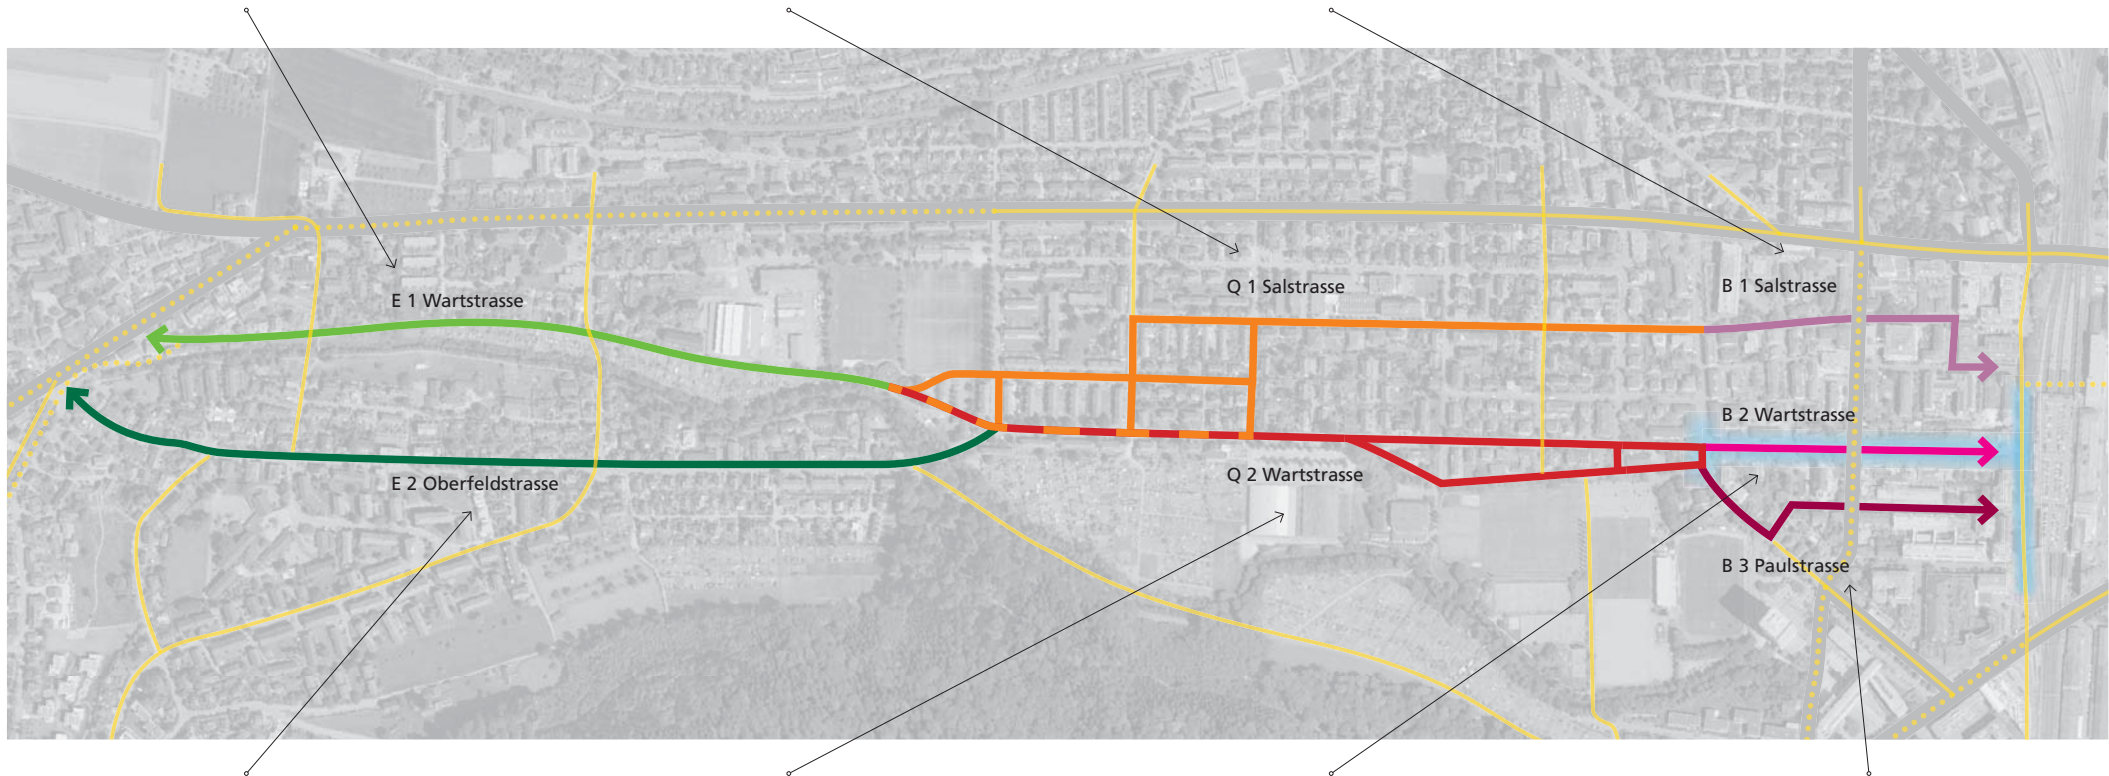 E 1 Wartstrasse
Q 1 Salstrasse
B 1 Salstrasse
B 2 Wartstrasse
E 2 Oberfeldstrasse
Q 2 Wartstrasse
B 3 Paulstrasse